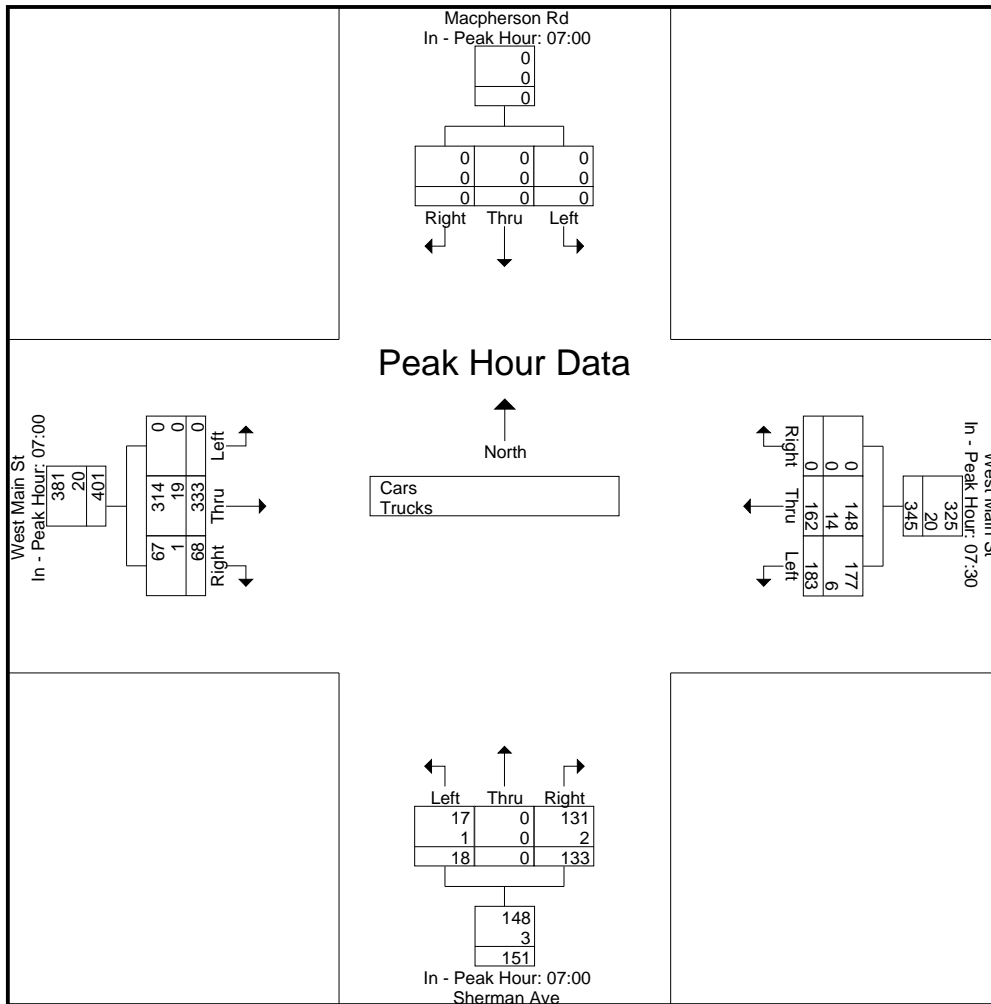 Macpherson Rd
In - Peak Hour: 07:00
0
0
0
0 0 0
0 0 0
0 0 0
Right Thru Left
Peak Hour Data
North
Cars
Trucks
West Main St
In - Peak Hour: 07:00
381
20
401
0 0 0 Left
314 19 333 Thru
67 1 68 Right
Right 0 0 0
Thru 162 14 148
Left 183 6 177
325
20
345
West Main St
In - Peak Hour: 07:30
Left Thru Right
17 0 131
1 0 2
18 0 133
148
3
151
In - Peak Hour: 07:00
Sherman Ave